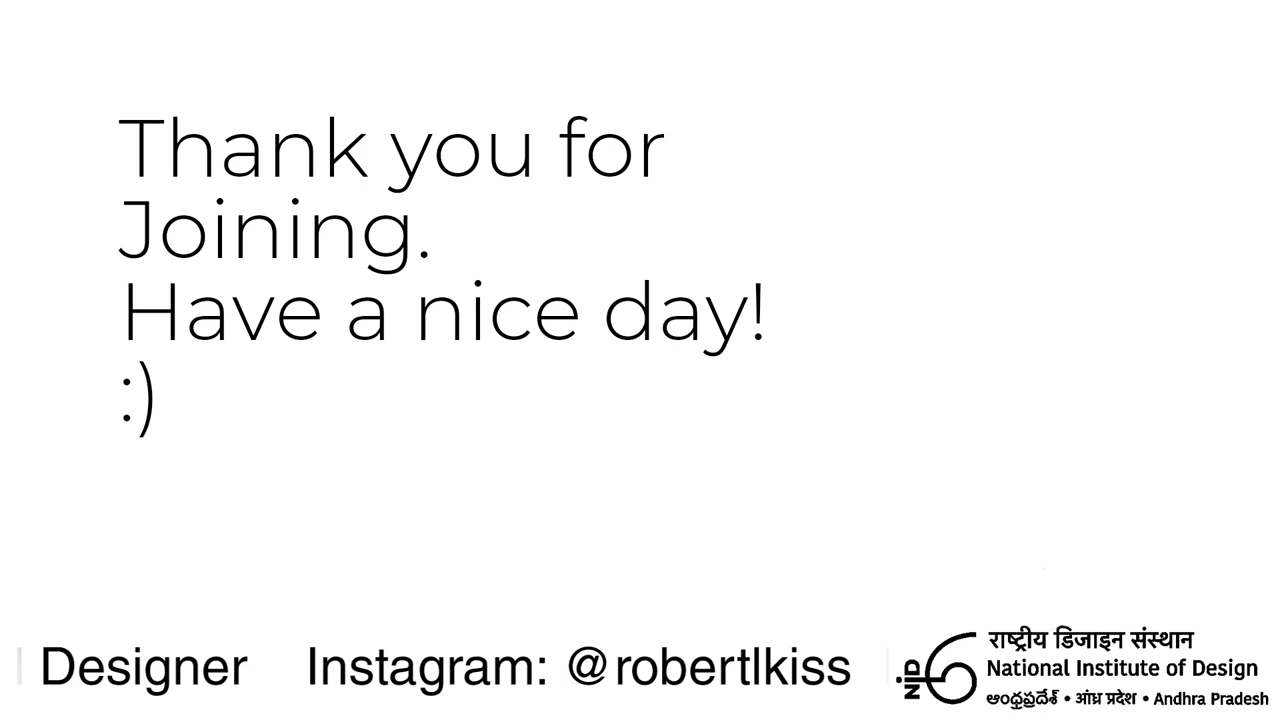 Thank you for
Joining.
Have a nice day!
:)
Designer Instagram: @robertlkiss
NID
राष्ट्रीय डिजाइन संस्थान
National Institute of Design
ఆంధ్రప్రదేశ్ • आंध्र प्रदेश • Andhra Pradesh